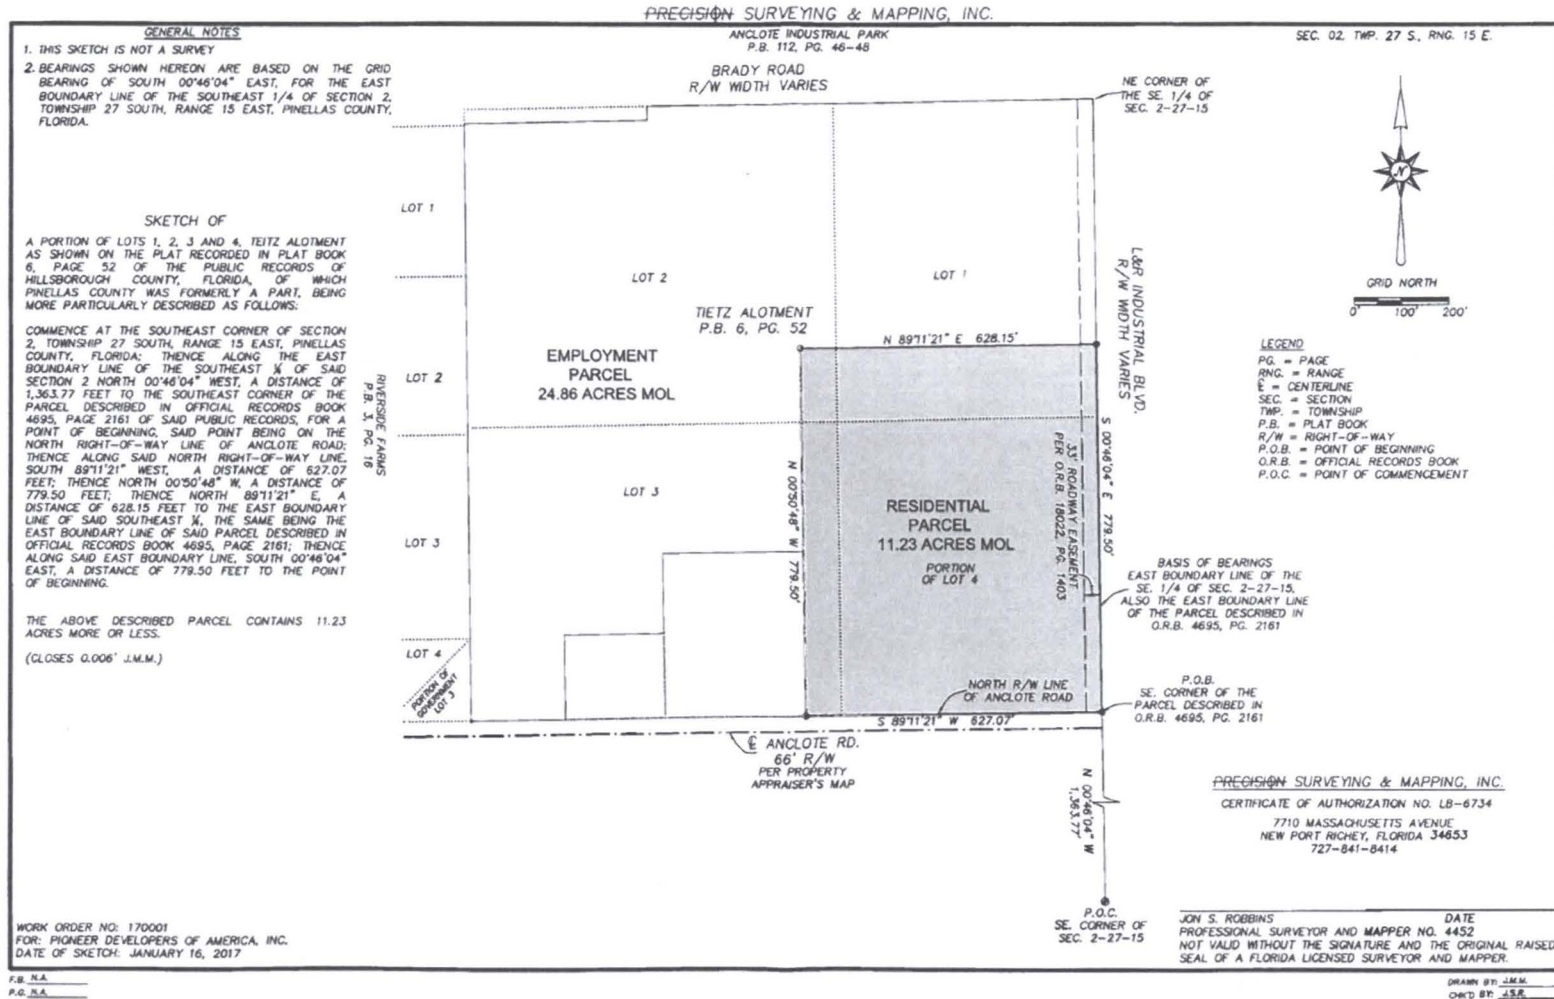 PRECISION SURVEYING & MAPPING, INC.
GENERAL NOTES
1. THIS SKETCH IS NOT A SURVEY
2. BEARINGS SHOWN HEREON ARE BASED ON THE GRID
BEARING OF SOUTH 00°46'04" EAST, FOR THE EAST
BOUNDARY LINE OF THE SOUTHEAST 1/4 OF SECTION 2,
TOWNSHIP 27 SOUTH, RANGE 15 EAST, PINELLAS COUNTY,
FLORIDA.
ANCLOTE INDUSTRIAL PARK
P.B. 112, PG. 46-48
BRADY ROAD
R/W WIDTH VARIES
SEC. 02, TWP. 27 S., RNG. 15 E.
NE CORNER OF
THE SE. 1/4 OF
SEC. 2-27-15
N
GRID NORTH
0' 100' 200'
SKETCH OF
A PORTION OF LOTS 1, 2, 3 AND 4, TEITZ ALOTMENT
AS SHOWN ON THE PLAT RECORDED IN PLAT BOOK
6, PAGE 52 OF THE PUBLIC RECORDS OF
HILLSBOROUGH COUNTY, FLORIDA, OF WHICH
PINELLAS COUNTY WAS FORMERLY A PART, BEING
MORE PARTICULARLY DESCRIBED AS FOLLOWS:
COMMENCE AT THE SOUTHEAST CORNER OF SECTION
2, TOWNSHIP 27 SOUTH, RANGE 15 EAST, PINELLAS
COUNTY, FLORIDA; THENCE ALONG THE EAST
BOUNDARY LINE OF THE SOUTHEAST ¼ OF SAID
SECTION 2 NORTH 00°46'04" WEST, A DISTANCE OF
1,363.77 FEET TO THE SOUTHEAST CORNER OF THE
PARCEL DESCRIBED IN OFFICIAL RECORDS BOOK
4695, PAGE 2161 OF SAID PUBLIC RECORDS, FOR A
POINT OF BEGINNING, SAID POINT BEING ON THE
NORTH RIGHT-OF-WAY LINE OF ANCLOTE ROAD;
THENCE ALONG SAID NORTH RIGHT-OF-WAY LINE,
SOUTH 89°11'21" WEST, A DISTANCE OF 627.07
FEET; THENCE NORTH 00°50'48" W, A DISTANCE OF
779.50 FEET; THENCE NORTH 89°11'21" E, A
DISTANCE OF 628.15 FEET TO THE EAST BOUNDARY
LINE OF SAID SOUTHEAST ¼, THE SAME BEING THE
EAST BOUNDARY LINE OF SAID PARCEL DESCRIBED IN
OFFICIAL RECORDS BOOK 4695, PAGE 2161; THENCE
ALONG SAID EAST BOUNDARY LINE, SOUTH 00°46'04"
EAST, A DISTANCE OF 779.50 FEET TO THE POINT
OF BEGINNING.
THE ABOVE DESCRIBED PARCEL CONTAINS 11.23
ACRES MORE OR LESS.
(CLOSES 0.006' J.M.M.)
LOT 1
LOT 2
LOT 3
LOT 4
PORTION OF
GOVERNMENT
LOT 3
RIVERSIDE FARMS
P.B. 3, PG. 16
LOT 2
LOT 1
TIETZ ALOTMENT
P.B. 6, PG. 52
EMPLOYMENT
PARCEL
24.86 ACRES MOL
LOT 3
N 89°11'21" E 628.15'
L&R INDUSTRIAL BLVD.
R/W WIDTH VARIES
N 00°50'48" W 779.50'
RESIDENTIAL
PARCEL
11.23 ACRES MOL
PORTION
OF LOT 4
33' ROADWAY EASEMENT
PER O.R.B. 18022, PG. 1403
S 00°46'04" E 779.50'
NORTH R/W LINE
OF ANCLOTE ROAD
S 89°11'21" W 627.07'
℄ ANCLOTE RD.
66' R/W
PER PROPERTY
APPRAISER'S MAP
LEGEND
PG. = PAGE
RNG. = RANGE
℄ = CENTERLINE
SEC. = SECTION
TWP. = TOWNSHIP
P.B. = PLAT BOOK
R/W = RIGHT-OF-WAY
P.O.B. = POINT OF BEGINNING
O.R.B. = OFFICIAL RECORDS BOOK
P.O.C. = POINT OF COMMENCEMENT
BASIS OF BEARINGS
EAST BOUNDARY LINE OF THE
SE. 1/4 OF SEC. 2-27-15,
ALSO THE EAST BOUNDARY LINE
OF THE PARCEL DESCRIBED IN
O.R.B. 4695, PG. 2161
P.O.B.
SE. CORNER OF THE
PARCEL DESCRIBED IN
O.R.B. 4695, PG. 2161
N 00°46'04" W
1,363.77'
P.O.C.
SE. CORNER OF
SEC. 2-27-15
PRECISION SURVEYING & MAPPING, INC.
CERTIFICATE OF AUTHORIZATION NO. LB-6734
7710 MASSACHUSETTS AVENUE
NEW PORT RICHEY, FLORIDA 34653
727-841-8414
WORK ORDER NO: 170001
FOR: PIONEER DEVELOPERS OF AMERICA, INC.
DATE OF SKETCH: JANUARY 16, 2017
JON S. ROBBINS DATE
PROFESSIONAL SURVEYOR AND MAPPER NO. 4452
NOT VALID WITHOUT THE SIGNATURE AND THE ORIGINAL RAISED
SEAL OF A FLORIDA LICENSED SURVEYOR AND MAPPER.
F.B. N.A.
P.G. N.A.
DRAWN BY: J.M.M.
CHK'D BY: J.S.R.